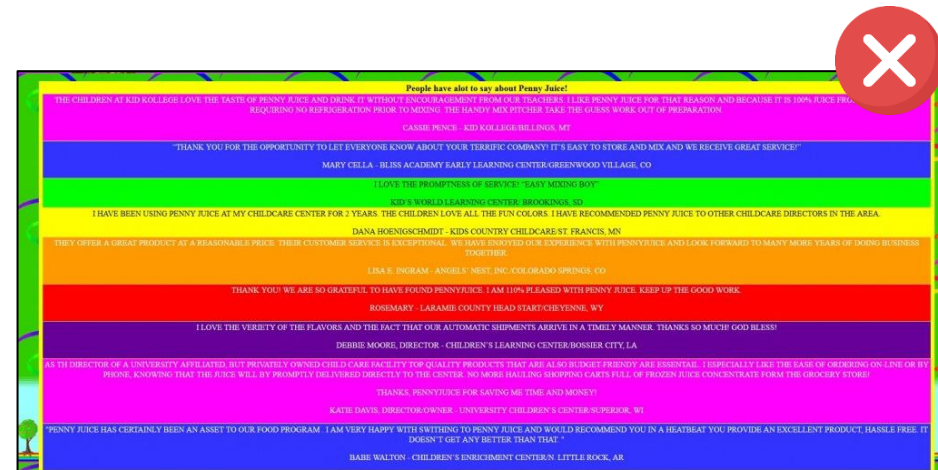 People have alot to say about Penny Juice!
THE CHILDREN AT KID KOLLEGE LOVE THE TASTE OF PENNY JUICE AND DRINK IT WITHOUT ENCOURAGEMENT FROM OUR TEACHERS. I LIKE PENNY JUICE FOR THAT REASON AND BECAUSE IT IS 100% JUICE
REQUIRING NO REFRIGERATION PRIOR TO MIXING. THE HANDY MIX PITCHER TAKE THE GUESS WORK OUT OF PREPARATION.
CASSIE PENCE - KID KOLLEGE/BILLINGS, MT
"THANK YOU FOR THE OPPORTUNITY TO LET EVERYONE KNOW ABOUT YOUR TERRIFIC COMPANY! IT'S EASY TO STORE AND MIX AND WE RECEIVE GREAT SERVICE!"
MARY CELLA - BLISS ACADEMY EARLY LEARNING CENTER/GREENWOOD VILLAGE, CO
I LOVE THE PROMPTNESS OF SERVICE! "EASY MIXING BOY"
KID'S WORLD LEARNING CENTER/ BROOKINGS, SD
I HAVE BEEN USING PENNY JUICE AT MY CHILDCARE CENTER FOR 2 YEARS. THE CHILDREN LOVE ALL THE FUN COLORS. I HAVE RECOMMENDED PENNY JUICE TO OTHER CHILDCARE DIRECTORS IN THE AREA.
DANA HOENIGSCHMIDT - KIDS COUNTRY CHILDCARE/ST. FRANCIS, MN
THEY OFFER A GREAT PRODUCT AT A REASONABLE PRICE. THEIR CUSTOMER SERVICE IS EXCEPTIONAL. WE HAVE ENJOYED OUR EXPERIENCE WITH PENNYJUICE AND LOOK FORWARD TO MANY MORE YEARS OF DOING BUSINESS
TOGETHER.
LISA E. INGRAM - ANGELS' NEST, INC./COLORADO SPRINGS, CO
THANK YOU! WE ARE SO GRATEFUL TO HAVE FOUND PENNYJUICE. I AM 110% PLEASED WITH PENNY JUICE. KEEP UP THE GOOD WORK.
ROSEMARY - LARAMIE COUNTY HEAD START/CHEYENNE, WY
I LOVE THE VERIETY OF THE FLAVORS AND THE FACT THAT OUR AUTOMATIC SHIPMENTS ARRIVE IN A TIMELY MANNER. THANKS SO MUCH! GOD BLESS!
DEBBIE MOORE, DIRECTOR - CHILDREN'S LEARNING CENTER/BOSSIER CITY, LA
AS TH DIRECTOR OF A UNIVERSITY AFFILIATED, BUT PRIVATELY OWNED CHILD CARE FACILITY TOP QUALITY PRODUCTS THAT ARE ALSO BUDGET-FRIENDLY ARE ESSENTAIL. I ESPECIALLY LIKE THE EASE OF ORDERING ON-LINE OR BY
PHONE, KNOWING THAT THE JUICE WILL BY PROMPTLY DELIVERED DIRECTLY TO THE CENTER. NO MORE HAULING SHOPPING CARTS FULL OF FROZEN JUICE CONCENTRATE FORM THE GROCERY STORE!
THANKS, PENNYJUICE FOR SAVING ME TIME AND MONEY!
KATIE DAVIS, DIRECTOR/OWNER - UNIVERSITY CHILDREN'S CENTER/SUPERIOR, WI
"PENNY JUICE HAS CERTAINLY BEEN AN ASSET TO OUR FOOD PROGRAM . I AM VERY HAPPY WITH SWITHING TO PENNY JUICE AND WOULD RECOMMEND YOU IN A HEATBEAT YOU PROVIDE AN EXCELLENT PRODUCT, HASSLE FREE. IT
DOESN'T GET ANY BETTER THAN THAT. "
BABE WALTON - CHILDREN'S ENRICHMENT CENTER/N. LITTLE ROCK, AR